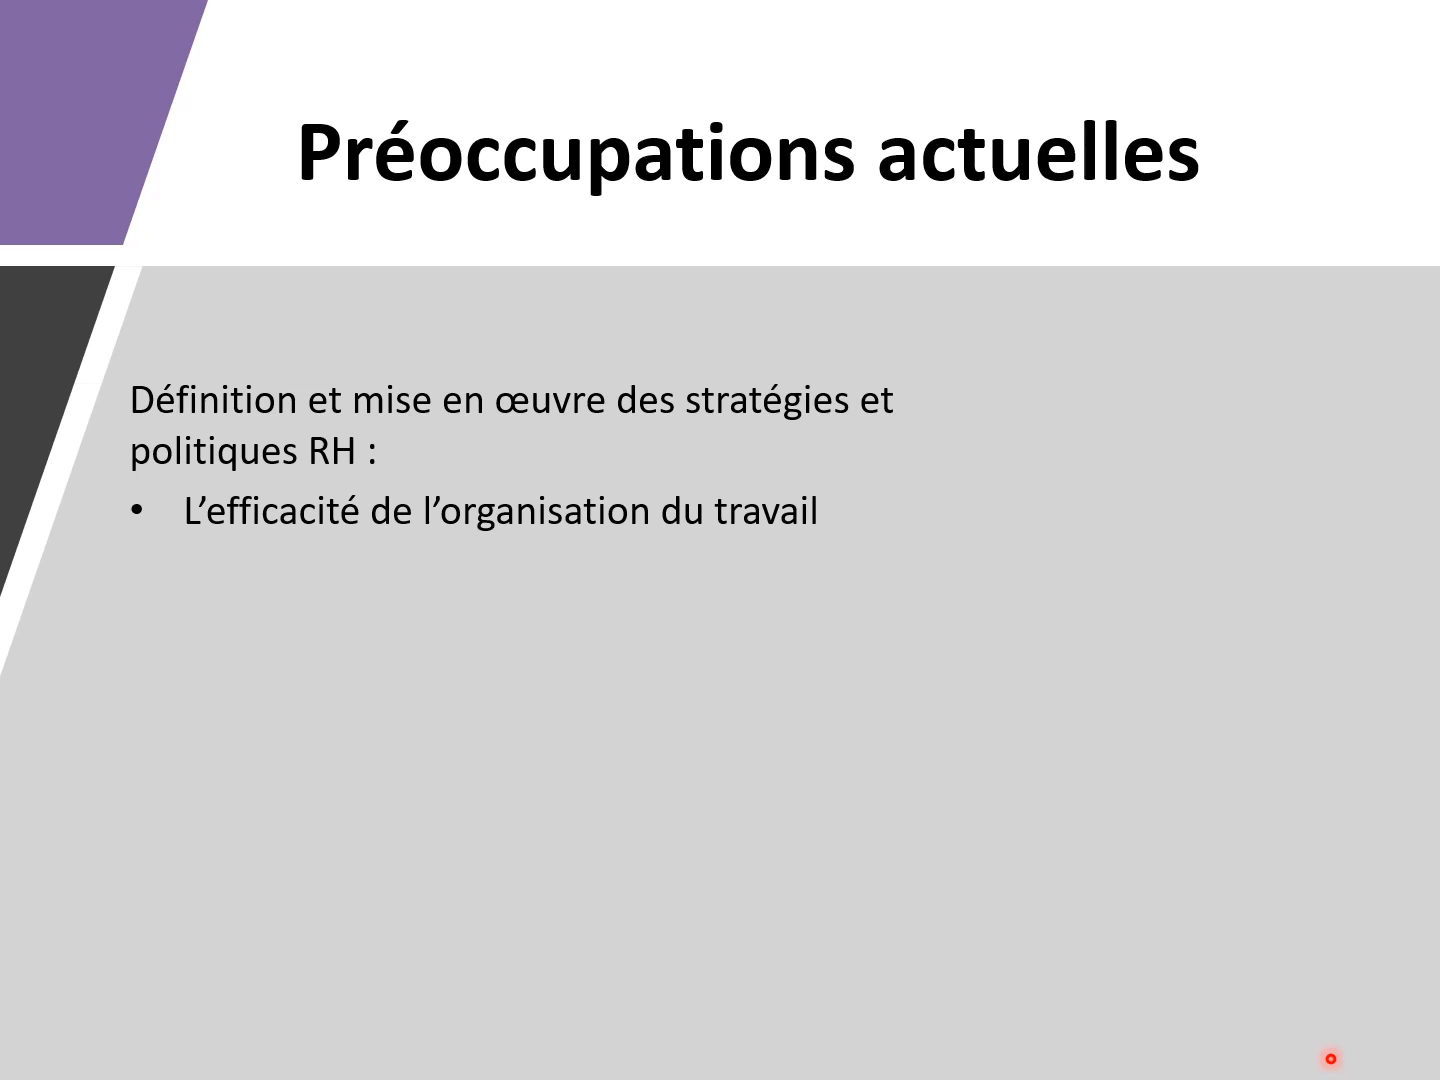 Préoccupations actuelles
Définition et mise en œuvre des stratégies et
politiques RH :
• L’efficacité de l’organisation du travail